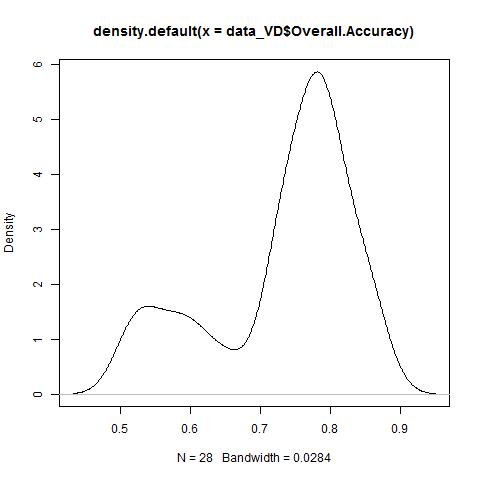 density.default(x = data_VD$Overall.Accuracy)
6
5
4
3
2
1
0
Density
0.5 0.6 0.7 0.8 0.9
N = 28 Bandwidth = 0.0284